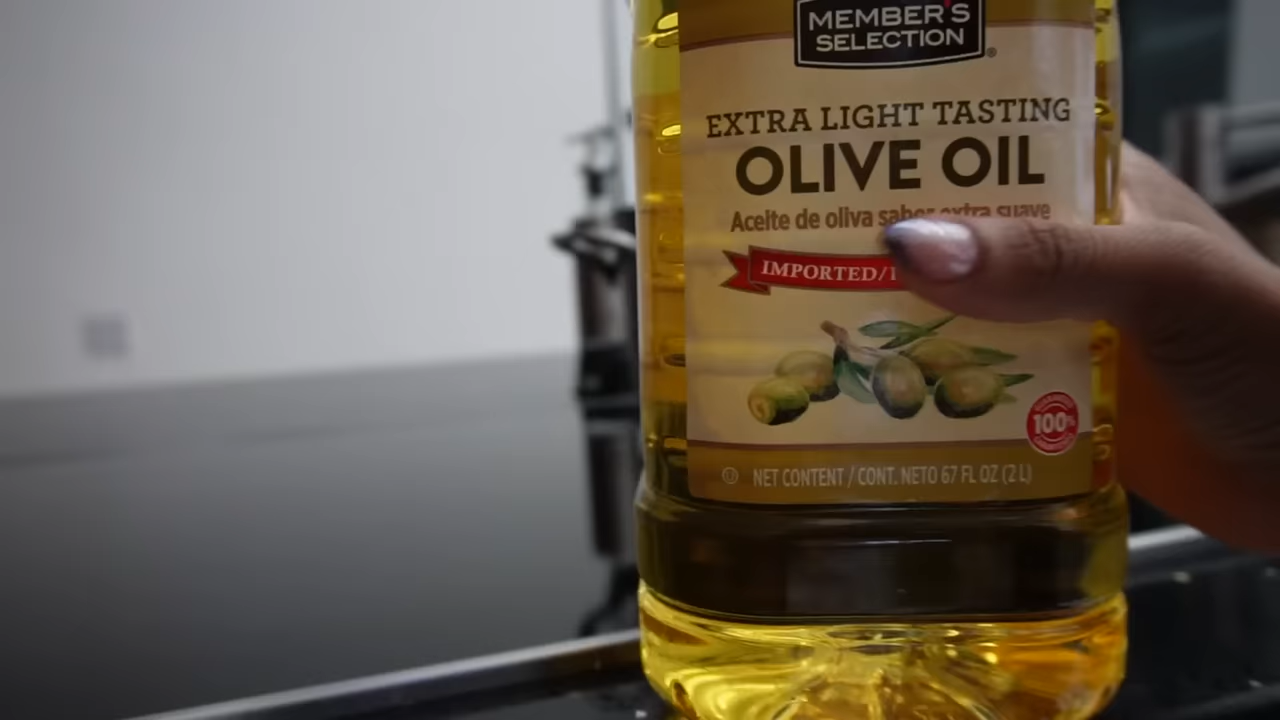 MEMBER'S
SELECTION
®
EXTRA LIGHT TASTING
OLIVE OIL
Aceite de oliva sabor extra suave
IMPORTED/
100%
NET CONTENT / CONT. NETO 67 FL OZ (2 L)